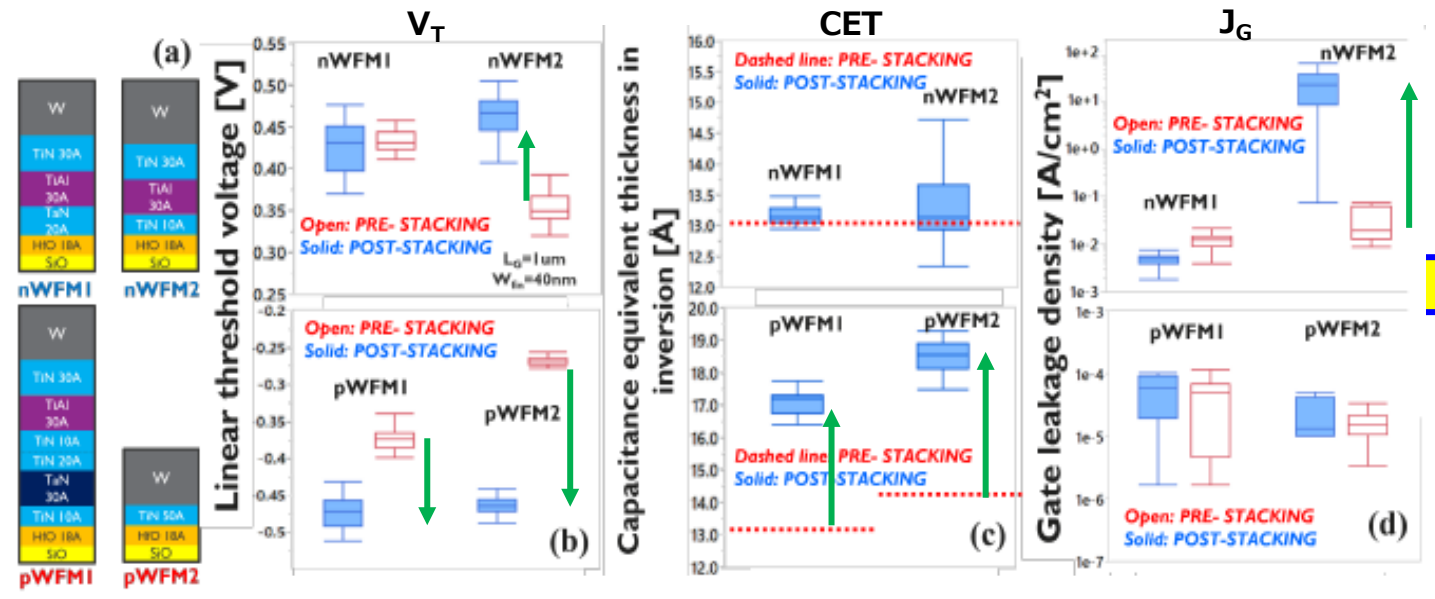 V_T
CET
J_G
(a)
W
TiN 30A
TiAl
30A
TaN
20A
HfO 18A
SiO
nWFM1
W
TiN 30A
TiAl
30A
TiN 10A
HfO 18A
SiO
nWFM2
W
TiN 30A
TiAl
30A
TiN 10A
TiN 20A
TaN
30A
TiN 10A
HfO 18A
SiO
pWFM1
W
TiN 50A
HfO 18A
SiO
pWFM2
Linear threshold voltage [V]
0.55
0.50
0.45
0.40
0.35
0.30
0.25
nWFM1
nWFM2
Open: PRE- STACKING
Solid: POST-STACKING
L_G=1um
W_fin=40nm
-0.2
-0.25
-0.3
-0.35
-0.4
-0.45
-0.5
Open: PRE- STACKING
Solid: POST-STACKING
pWFM1
pWFM2
(b)
Capacitance equivalent thickness in
inversion [Å]
16.0
15.5
15.0
14.5
14.0
13.5
13.0
12.5
12.0
Dashed line: PRE- STACKING
Solid: POST-STACKING
nWFM2
nWFM1
20.0
19.0
18.0
17.0
16.0
15.0
14.0
13.0
12.0
pWFM1
pWFM2
Dashed line: PRE- STACKING
Solid: POST-STACKING
(c)
Gate leakage density [A/cm²]
1e+2
1e+1
1e+0
1e-1
1e-2
1e-3
nWFM2
Open: PRE- STACKING
Solid: POST-STACKING
nWFM1
1e-3
1e-4
1e-5
1e-6
1e-7
pWFM1
pWFM2
Open: PRE- STACKING
Solid: POST-STACKING
(d)